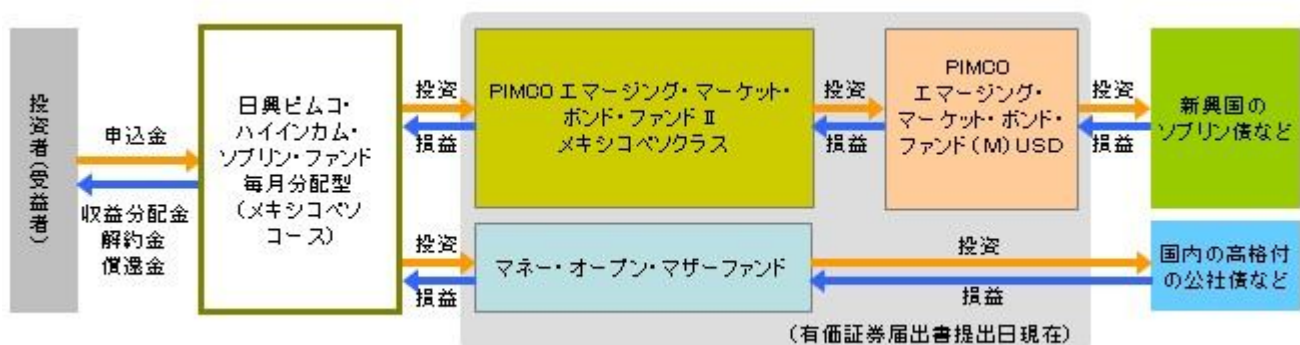 投資者(受益者)
申込金
収益分配金
解約金
償還金
日興ピムコ・
ハイインカム・
ソブリン・ファンド
毎月分配型
(メキシコペソ
コース)
投資
損益
投資
損益
PIMCO エマージング・マーケット・
ボンド・ファンド Ⅱ
メキシコペソクラス
投資
損益
PIMCO
エマージング・
マーケット・ボンド・
ファンド(M)USD
投資
損益
新興国の
ソブリン債など
マネー・オープン・マザーファンド
投資
損益
国内の高格付
の公社債など
(有価証券届出書提出日現在)